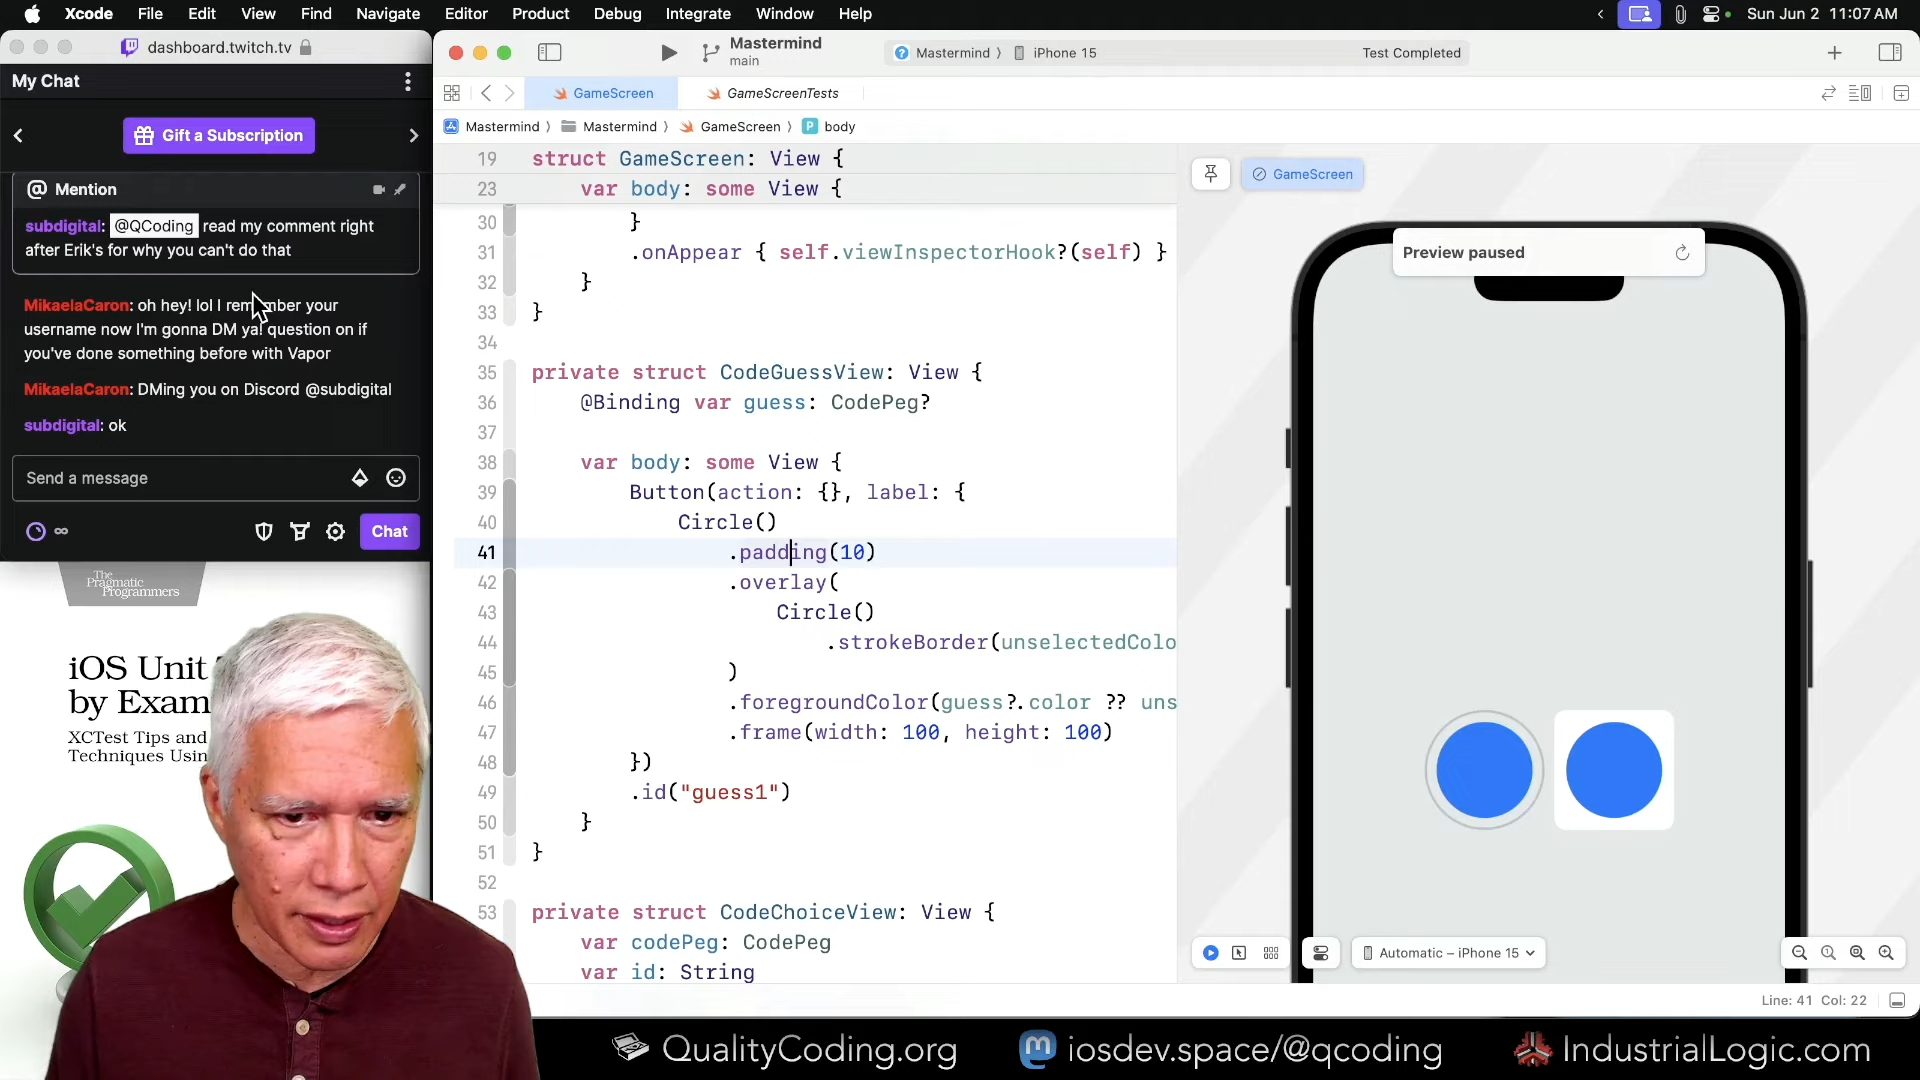 Xcode File Edit View Find Navigate Editor Product Debug Integrate Window Help
Sun Jun 2 11:07 AM
dashboard.twitch.tv
My Chat
Gift a Subscription
@ Mention
subdigital: @QCoding read my comment right
after Erik's for why you can't do that
MikaelaCaron: oh hey! lol I remember your
username now I'm gonna DM ya! question on if
you've done something before with Vapor
MikaelaCaron: DMing you on Discord @subdigital
subdigital: ok
Send a message
∞
Chat
The
Pragmatic
Programmers
iOS Unit
by Exam
XCTest Tips and
Techniques Usin
Mastermind
main
Mastermind 〉 iPhone 15
Test Completed
GameScreen
GameScreenTests
Mastermind 〉 Mastermind 〉 GameScreen 〉 P body
19 struct GameScreen: View {
23 var body: some View {
30 }
31 .onAppear { self.viewInspectorHook?(self) }
32 }
33 }
34
35 private struct CodeGuessView: View {
36 @Binding var guess: CodePeg?
37
38 var body: some View {
39 Button(action: {}, label: {
40 Circle()
41 .padding(10)
42 .overlay(
43 Circle()
44 .strokeBorder(unselectedColo
45 )
46 .foregroundColor(guess?.color ?? uns
47 .frame(width: 100, height: 100)
48 })
49 .id("guess1")
50 }
51 }
52
53 private struct CodeChoiceView: View {
var codePeg: CodePeg
var id: String
GameScreen
Preview paused
Automatic – iPhone 15
Line: 41 Col: 22
QualityCoding.org
iosdev.space/@qcoding
IndustrialLogic.com